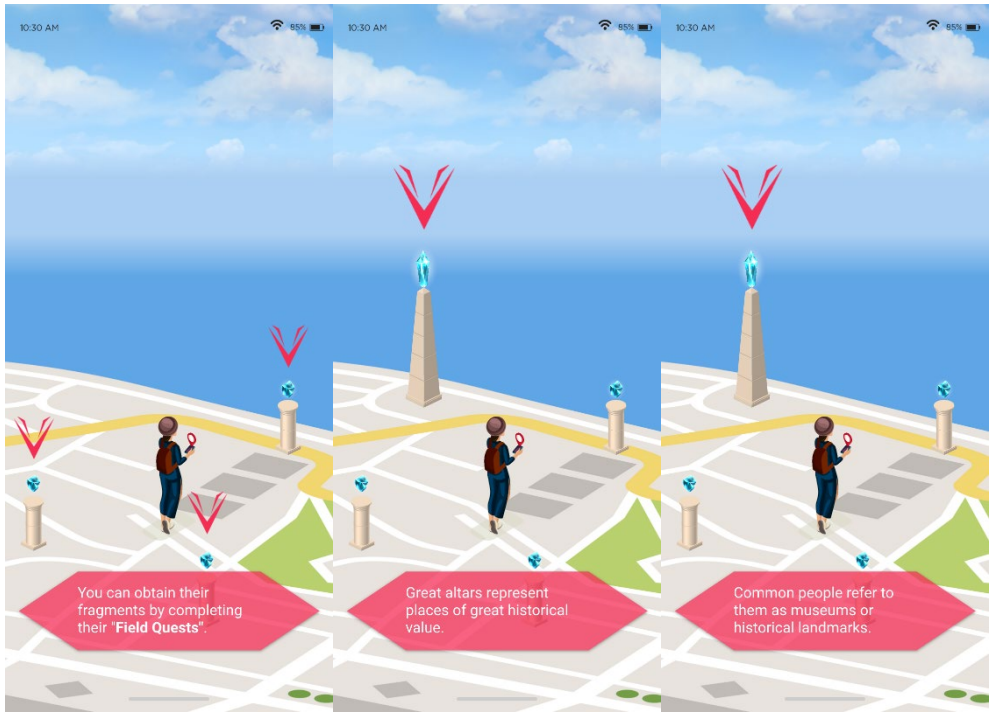 10:30 AM
85%
You can obtain their
fragments by completing
their "Field Quests".
10:30 AM
85%
Great altars represent
places of great historical
value.
10:30 AM
85%
Common people refer to
them as museums or
historical landmarks.